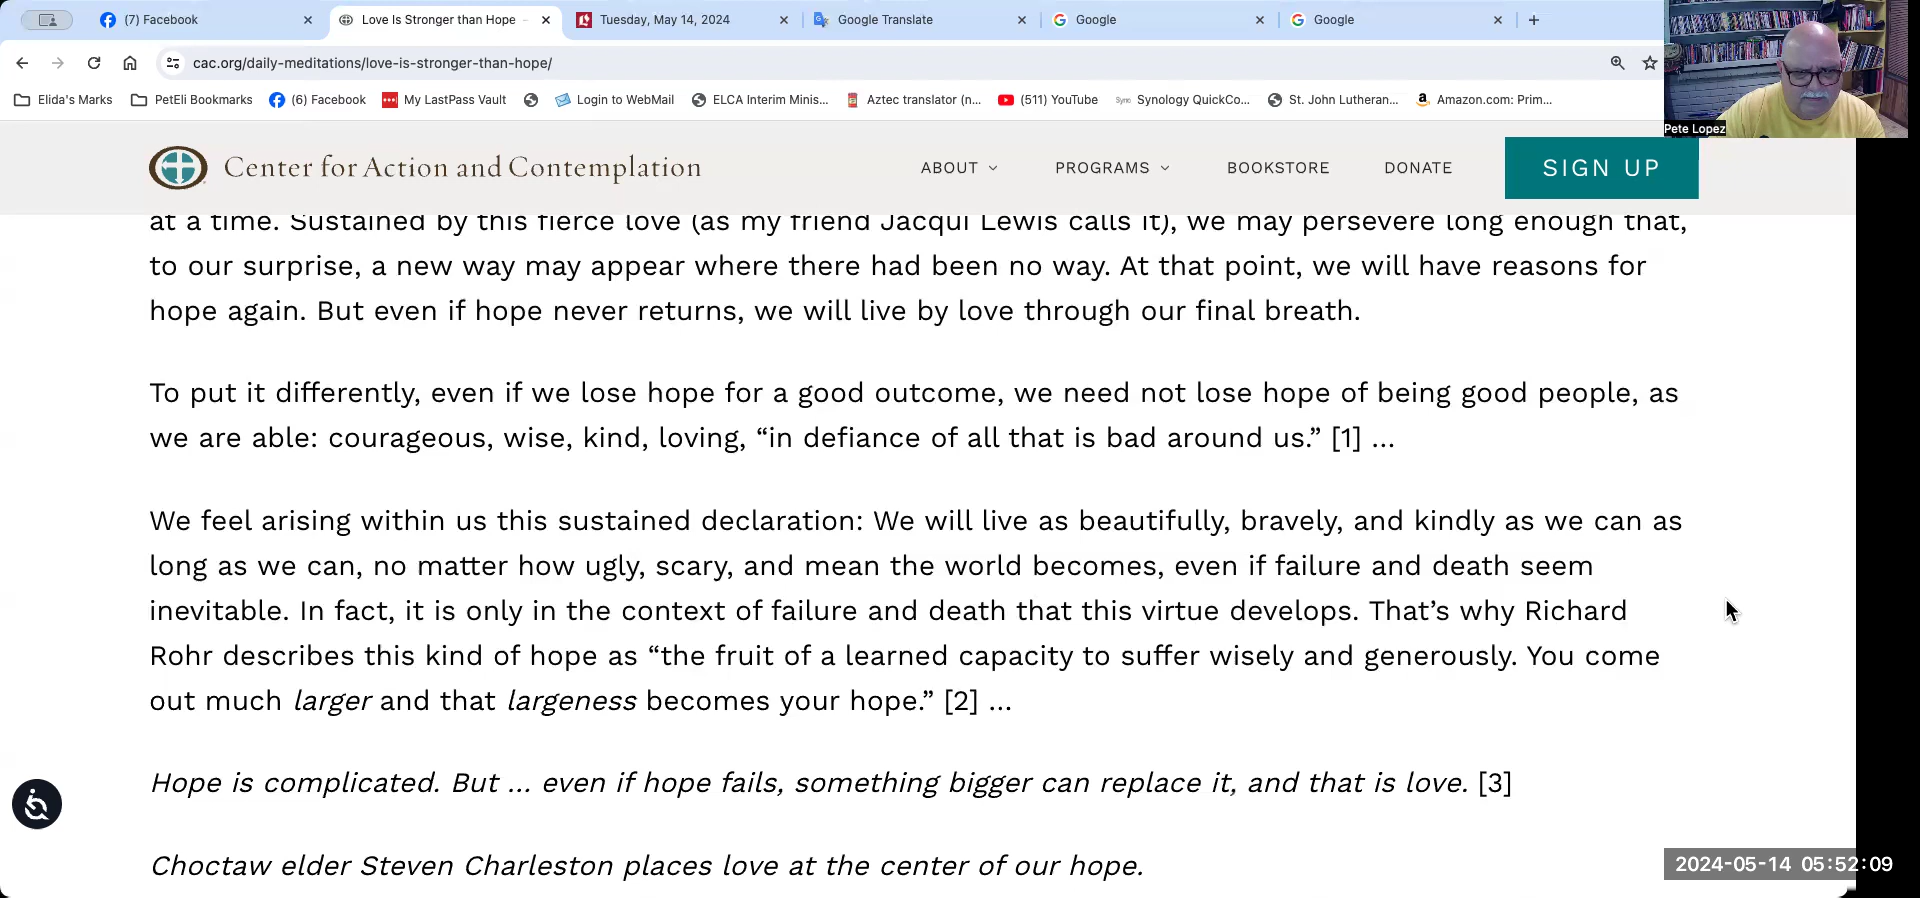 (7) Facebook
Love Is Stronger than Hope
Tuesday, May 14, 2024
Google Translate
Google
Google
cac.org/daily-meditations/love-is-stronger-than-hope/
Elida's Marks
PetEli Bookmarks
(6) Facebook
My LastPass Vault
Login to WebMail
ELCA Interim Minis...
Aztec translator (n...
(511) YouTube
Sync Synology QuickCo...
St. John Lutheran...
Amazon.com: Prim...
Pete Lopez
Center for Action and Contemplation
ABOUT
PROGRAMS
BOOKSTORE
DONATE
SIGN UP
at a time. Sustained by this fierce love (as my friend Jacqui Lewis calls it), we may persevere long enough that,
to our surprise, a new way may appear where there had been no way. At that point, we will have reasons for
hope again. But even if hope never returns, we will live by love through our final breath.
To put it differently, even if we lose hope for a good outcome, we need not lose hope of being good people, as
we are able: courageous, wise, kind, loving, “in defiance of all that is bad around us.” [1] …
We feel arising within us this sustained declaration: We will live as beautifully, bravely, and kindly as we can as
long as we can, no matter how ugly, scary, and mean the world becomes, even if failure and death seem
inevitable. In fact, it is only in the context of failure and death that this virtue develops. That’s why Richard
Rohr describes this kind of hope as “the fruit of a learned capacity to suffer wisely and generously. You come
out much larger and that largeness becomes your hope.” [2] …
Hope is complicated. But … even if hope fails, something bigger can replace it, and that is love. [3]
Choctaw elder Steven Charleston places love at the center of our hope.
2024-05-14 05:52:09